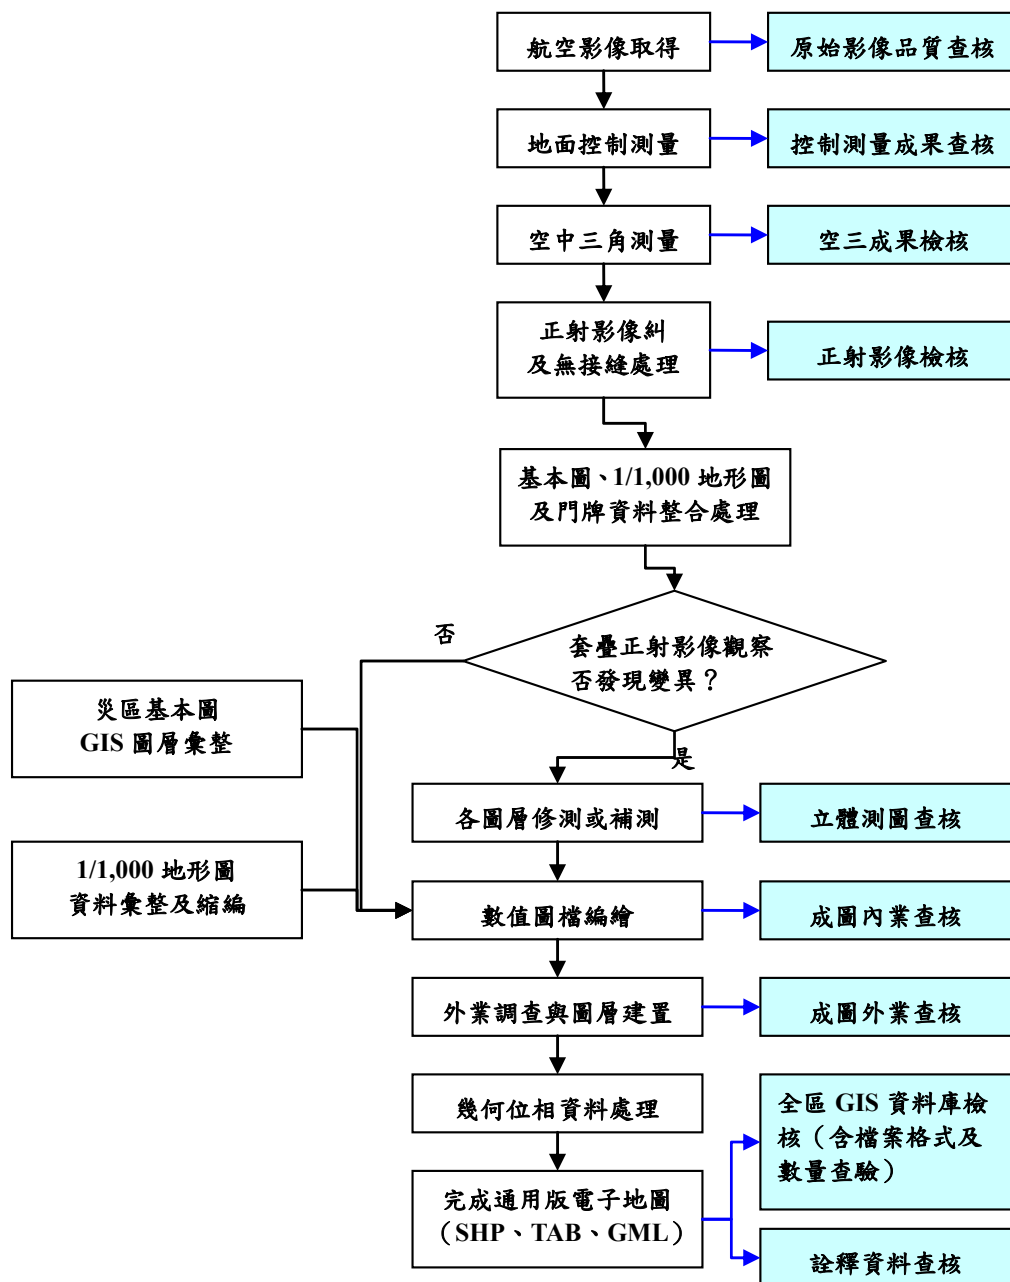 航空影像取得
原始影像品質查核
地面控制測量
控制測量成果查核
空中三角測量
空三成果檢核
正射影像糾
及無接縫處理
正射影像檢核
基本圖、1/1,000 地形圖
及門牌資料整合處理
套疊正射影像觀察
否發現變異?
否
是
災區基本圖
GIS 圖層彙整
各圖層修測或補測
立體測圖查核
1/1,000 地形圖
資料彙整及縮編
數值圖檔編繪
成圖內業查核
外業調查與圖層建置
成圖外業查核
幾何位相資料處理
全區 GIS 資料庫檢
核(含檔案格式及
數量查驗)
完成通用版電子地圖
(SHP、TAB、GML)
詮釋資料查核